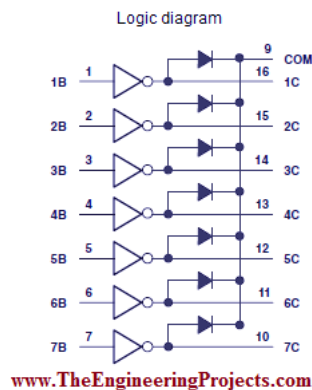 Logic diagram
9 COM
1B 1 16 1C
2B 2 15 2C
3B 3 14 3C
4B 4 13 4C
5B 5 12 5C
6B 6 11 6C
7B 7 10 7C
www.TheEngineeringProjects.com